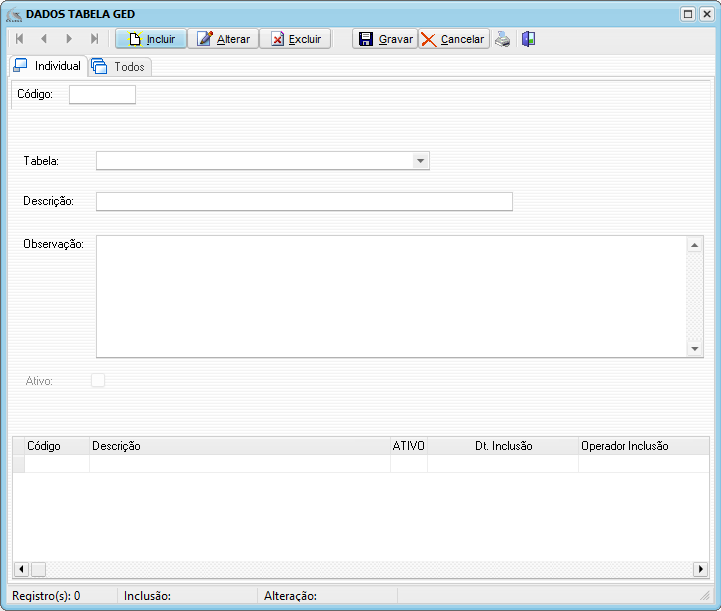 DADOS TABELA GED
Incluir Alterar Excluir Gravar Cancelar
Individual Todos
Código:
Tabela:
Descrição:
Observação:
Ativo:
Código Descrição ATIVO Dt. Inclusão Operador Inclusão
Registro(s): 0 Inclusão: Alteração: